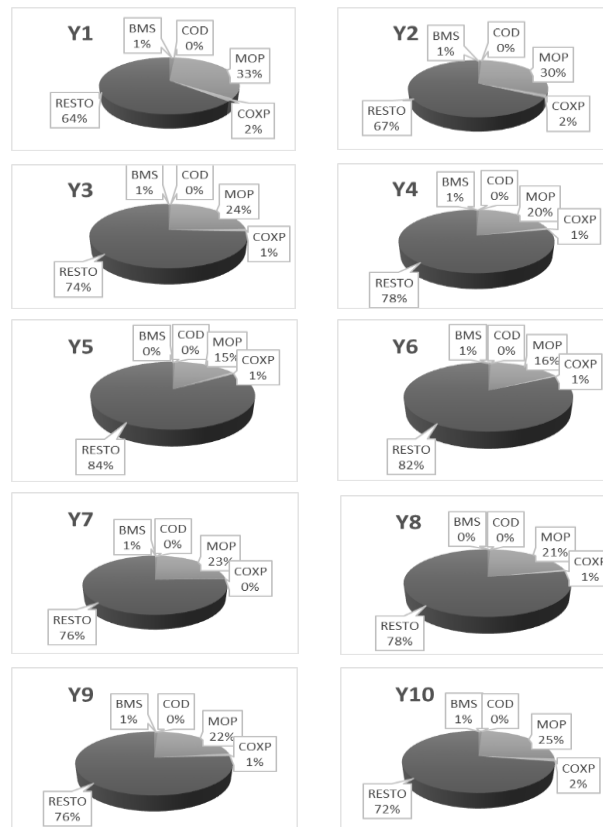 Y1
BMS
1%
COD
0%
MOP
33%
COXP
2%
RESTO
64%
Y2
BMS
1%
COD
0%
MOP
30%
COXP
2%
RESTO
67%
Y3
BMS
1%
COD
0%
MOP
24%
COXP
1%
RESTO
74%
Y4
BMS
1%
COD
0%
MOP
20%
COXP
1%
RESTO
78%
Y5
BMS
0%
COD
0%
MOP
15%
COXP
1%
RESTO
84%
Y6
BMS
1%
COD
0%
MOP
16%
COXP
1%
RESTO
82%
Y7
BMS
1%
COD
0%
MOP
23%
COXP
0%
RESTO
76%
Y8
BMS
0%
COD
0%
MOP
21%
COXP
1%
RESTO
78%
Y9
BMS
1%
COD
0%
MOP
22%
COXP
1%
RESTO
76%
Y10
BMS
1%
COD
0%
MOP
25%
COXP
2%
RESTO
72%